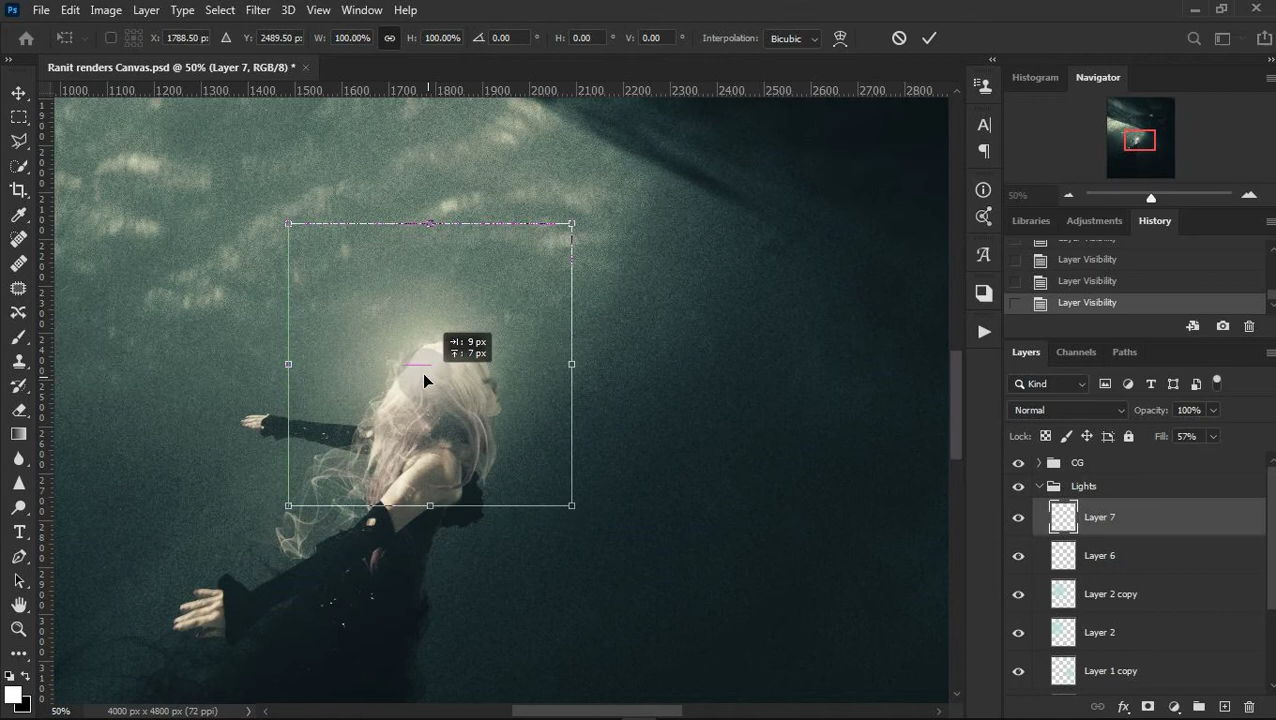 Ps File Edit Image Layer Type Select Filter 3D View Window Help
X: 1788.50 px Y: 2489.50 px W: 100.00% H: 100.00% 0.00 ° H: 0.00 ° V: 0.00 ° Interpolation: Bicubic
Ranit renders Canvas.psd @ 50% (Layer 7, RGB/8) *
Histogram Navigator
1000 1100 1200 1300 1400 1500 1600 1700 1800 1900 2000 2100 2200 2300 2400 2500 2600 2700 2800
50%
Libraries Adjustments History
Layer Visibility
Layer Visibility
Layer Visibility
Layer Visibility
: 9 px
: 7 px
Layers Channels Paths
Kind
Normal Opacity: 100%
Lock: Fill: 57%
CG
Lights
Layer 7
Layer 6
Layer 2 copy
Layer 2
Layer 1 copy
50% 4000 px x 4800 px (72 ppi)